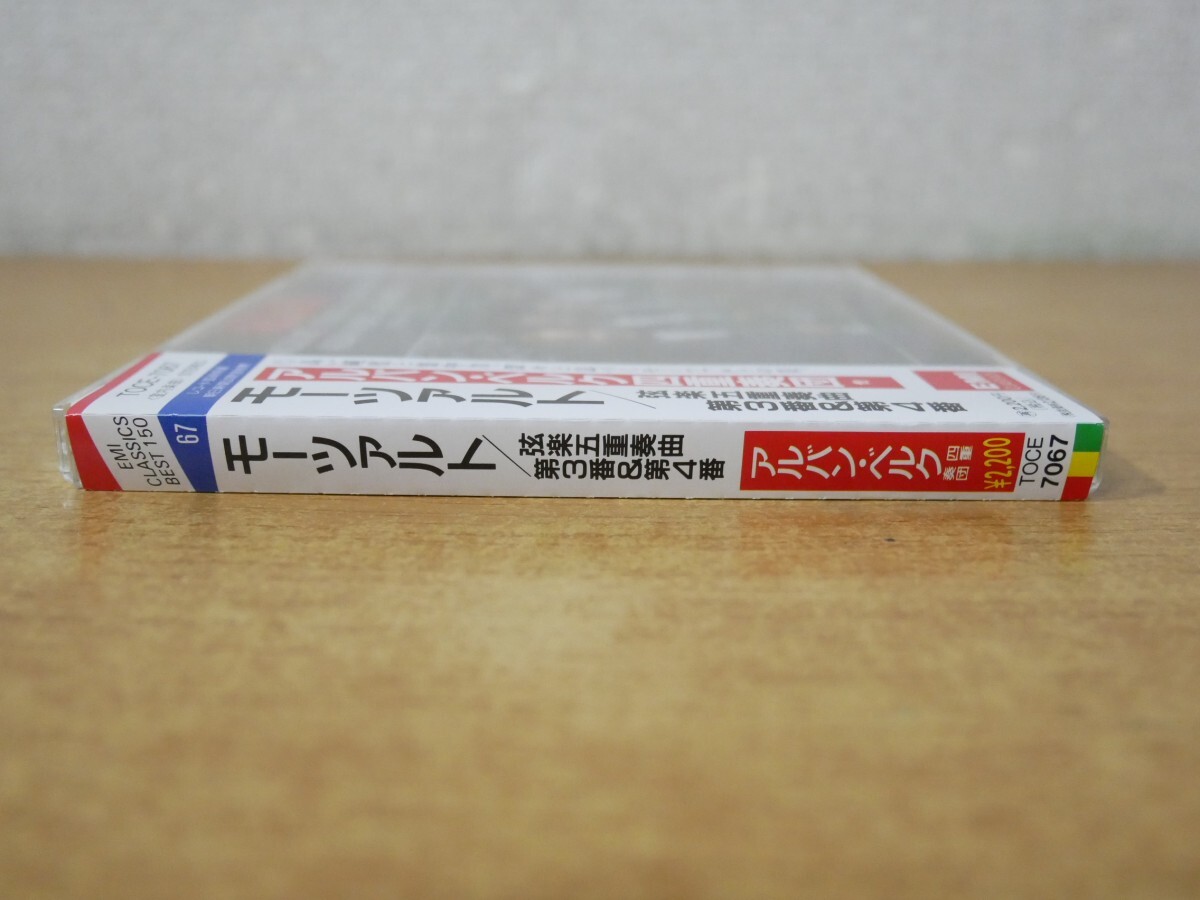 EMI
CLASSICS
BEST 150
67
モーツァルト／
弦楽五重奏曲
第3番&第4番
アルバン・ベルク
四重
奏団
¥2,200
TOCE
7067
モーツァルト／
弦楽五重奏曲
第3番&第4番